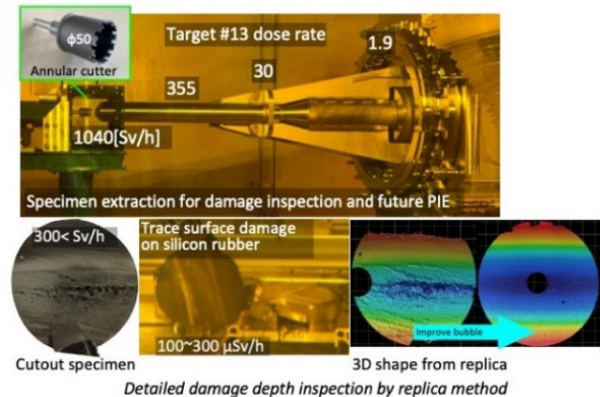 φ50
Annular cutter
Target #13 dose rate
1.9
30
355
1040[Sv/h]
Specimen extraction for damage inspection and future PIE
300< Sv/h
Trace surface damage
on silicon rubber
100~300 μSv/h
Improve bubble
Cutout specimen
3D shape from replica
Detailed damage depth inspection by replica method